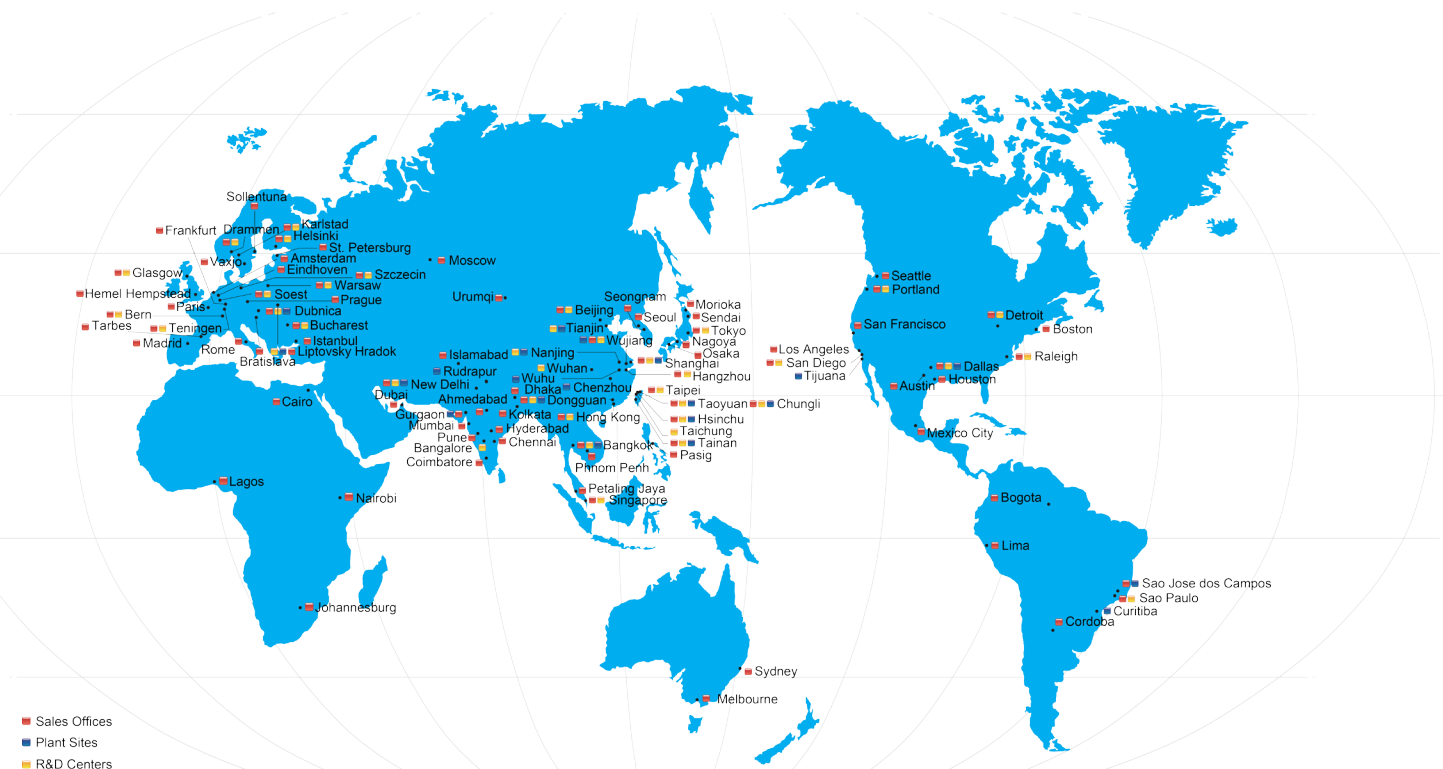 Sollentuna
Frankfurt
Drammen
Karlstad
Helsinki
St. Petersburg
Vaxjo
Amsterdam
Moscow
Glasgow
Eindhoven
Szczecin
Warsaw
Hemel Hempstead
Soest
Prague
Paris
Bern
Dubnica
Tarbes
Teningen
Bucharest
Madrid
Rome
Istanbul
Bratislava
Liptovsky Hradok
Urumqi
Seongnam
Beijing
Seoul
Morioka
Sendai
Tianjin
Tokyo
Wujiang
Nagoya
Osaka
Islamabad
Nanjing
Shanghai
Rudrapur
Wuhan
Hangzhou
New Delhi
Wuhu
Chenzhou
Dubai
Dhaka
Taipei
Ahmedabad
Dongguan
Taoyuan
Chungli
Cairo
Gurgaon
Kolkata
Hong Kong
Hsinchu
Mumbai
Hyderabad
Taichung
Pune
Chennai
Bangkok
Tainan
Bangalore
Pasig
Coimbatore
Phnom Penh
Petaling Jaya
Singapore
Lagos
Nairobi
Johannesburg
Sydney
Melbourne
Seattle
Portland
Detroit
San Francisco
Boston
Los Angeles
San Diego
Raleigh
Tijuana
Dallas
Austin
Houston
Mexico City
Bogota
Lima
Sao Jose dos Campos
Sao Paulo
Curitiba
Cordoba
Sales Offices
Plant Sites
R&D Centers